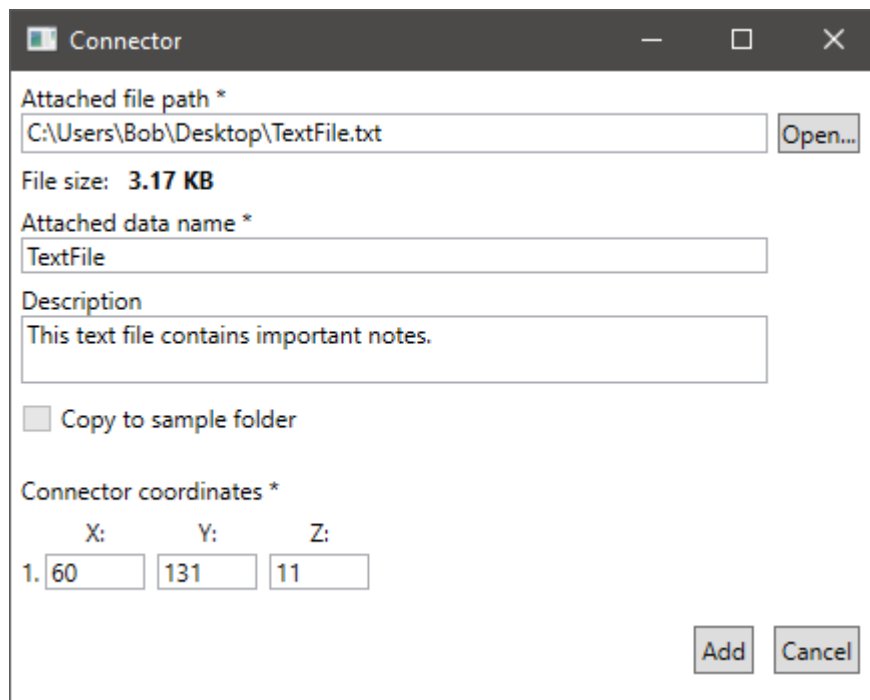 Connector
Attached file path *
C:\Users\Bob\Desktop\TextFile.txt Open...
File size: 3.17 KB
Attached data name *
TextFile
Description
This text file contains important notes.
Copy to sample folder
Connector coordinates *
X: Y: Z:
1. 60 131 11
Add Cancel